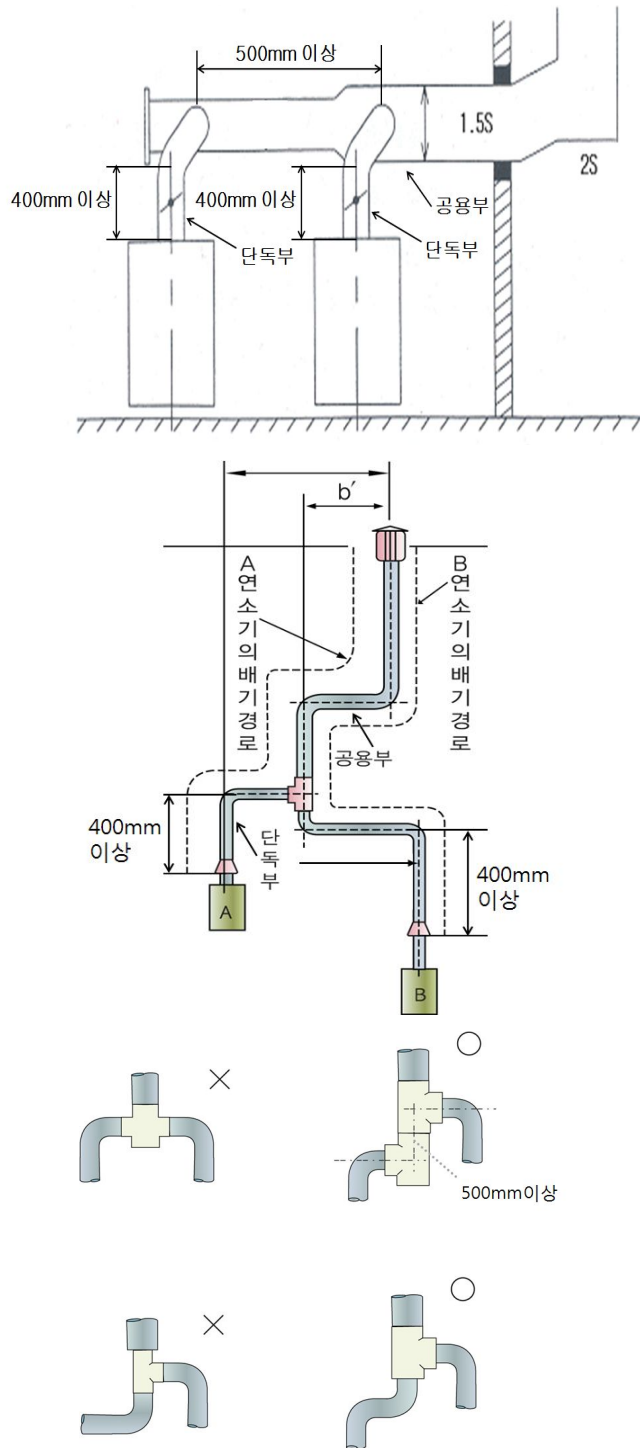 500mm 이상
1.5S
2S
400mm 이상
400mm 이상
공용부
단독부
단독부
b′
A
연
소
기
의
배
기
경
로
B
연
소
기
의
배
기
경
로
공용부
400mm
이상
단
독
부
400mm
이상
A
B
500mm이상